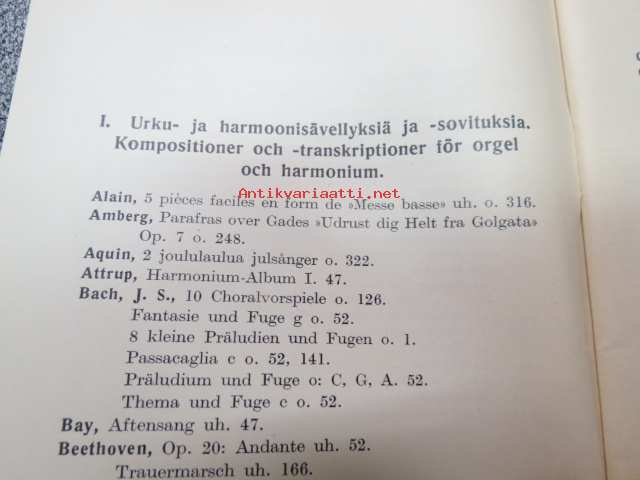 I. Urku- ja harmoonisävellyksiä ja -sovituksia.
Kompositioner och -transkriptioner för orgel
och harmonium.
Antikvariaatti.net
Alain, 5 pièces faciles en form de »Messe basse» uh. o. 316.
Amberg, Parafras over Gades »Udrust dig Helt fra Golgata»
Op. 7 o. 248.
Aquin, 2 joululaulua julsånger o. 322.
Attrup, Harmonium-Album I. 47.
Bach, J. S., 10 Choralvorspiele o. 126.
Fantasie und Fuge g o. 52.
8 kleine Präludien und Fugen o. 1.
Passacaglia c o. 52, 141.
Präludium und Fuge o: C, G, A. 52.
Thema und Fuge c o. 52.
Bay, Aftensang uh. 47.
Beethoven, Op. 20: Andante uh. 52.
Trauermarsch uh. 166.